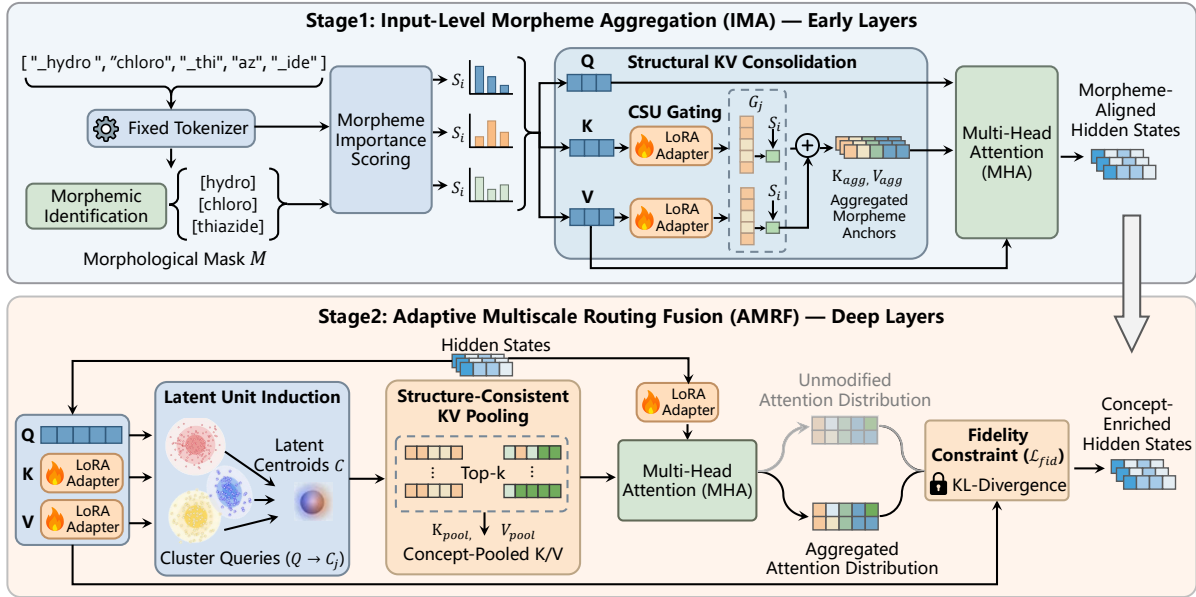 Stage1: Input-Level Morpheme Aggregation (IMA) — Early Layers
[ "_hydro ", "chloro", "_thi", "az", "_ide" ]
Fixed Tokenizer
Morphemic
Identification
[hydro]
[chloro]
[thiazide]
Morphological Mask M
Morpheme
Importance
Scoring
S_i
S_i
S_i
Structural KV Consolidation
Q
K
V
CSU Gating
LoRA
Adapter
LoRA
Adapter
G_j
S_i
S_i
+
K_agg, V_agg
Aggregated
Morpheme
Anchors
Multi-Head
Attention
(MHA)
Morpheme-
Aligned
Hidden States
Stage2: Adaptive Multiscale Routing Fusion (AMRF) — Deep Layers
Hidden States
Q
K
LoRA
Adapter
V
LoRA
Adapter
Latent Unit Induction
Latent
Centroids C
Cluster Queries (Q → C_j)
Structure-Consistent
KV Pooling
Top-k
K_pool, V_pool
Concept-Pooled K/V
LoRA
Adapter
Multi-Head
Attention (MHA)
Unmodified
Attention Distribution
Aggregated
Attention Distribution
Fidelity
Constraint (ℒ_fid)
KL-Divergence
Concept-
Enriched
Hidden States